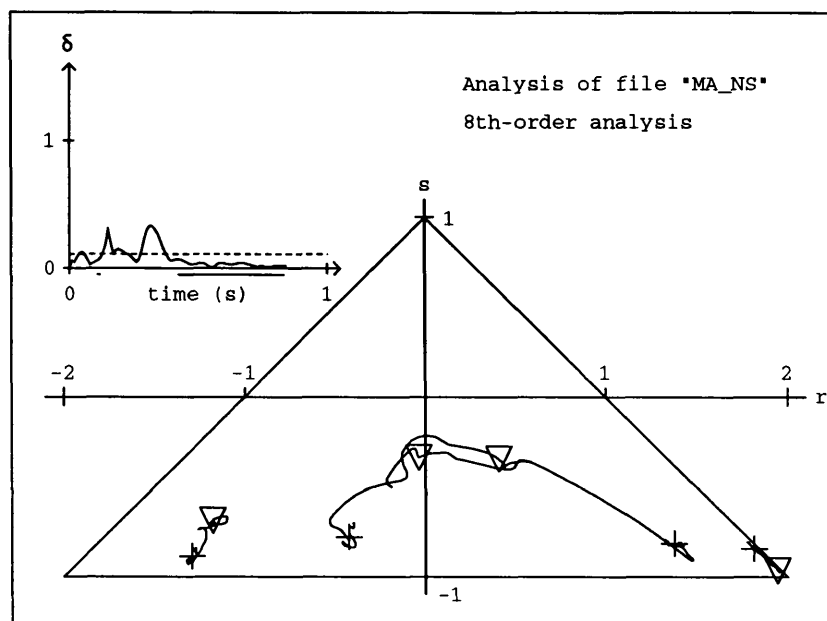 δ
Analysis of file "MA_NS"
8th-order analysis
1
s
1
0
0
time (s)
1
-2
-1
1
2
r
-1